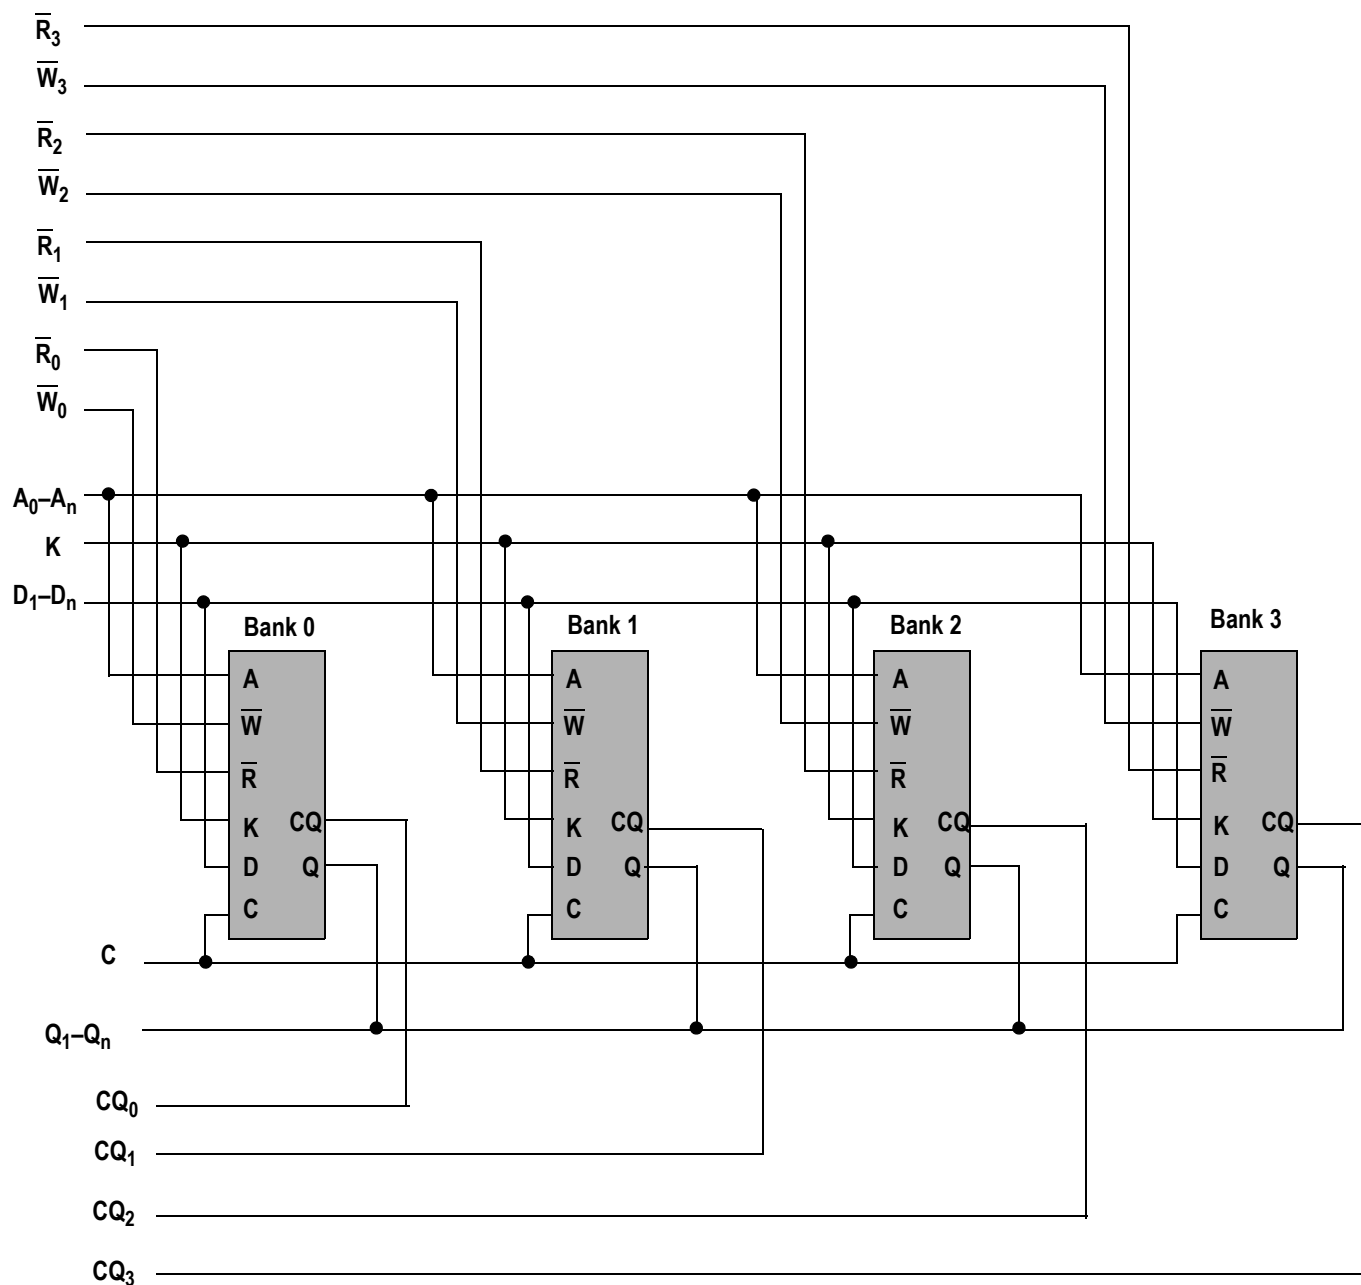 R̅₃
W̅₃
R̅₂
W̅₂
R̅₁
W̅₁
R̅₀
W̅₀
A₀–Aₙ
K
D₁–Dₙ
Bank 0
A
W̅
R̅
K
D
C
CQ
Q
Bank 1
A
W̅
R̅
K
D
C
CQ
Q
Bank 2
A
W̅
R̅
K
D
C
CQ
Q
Bank 3
A
W̅
R̅
K
D
C
CQ
Q
C
Q₁–Qₙ
CQ₀
CQ₁
CQ₂
CQ₃